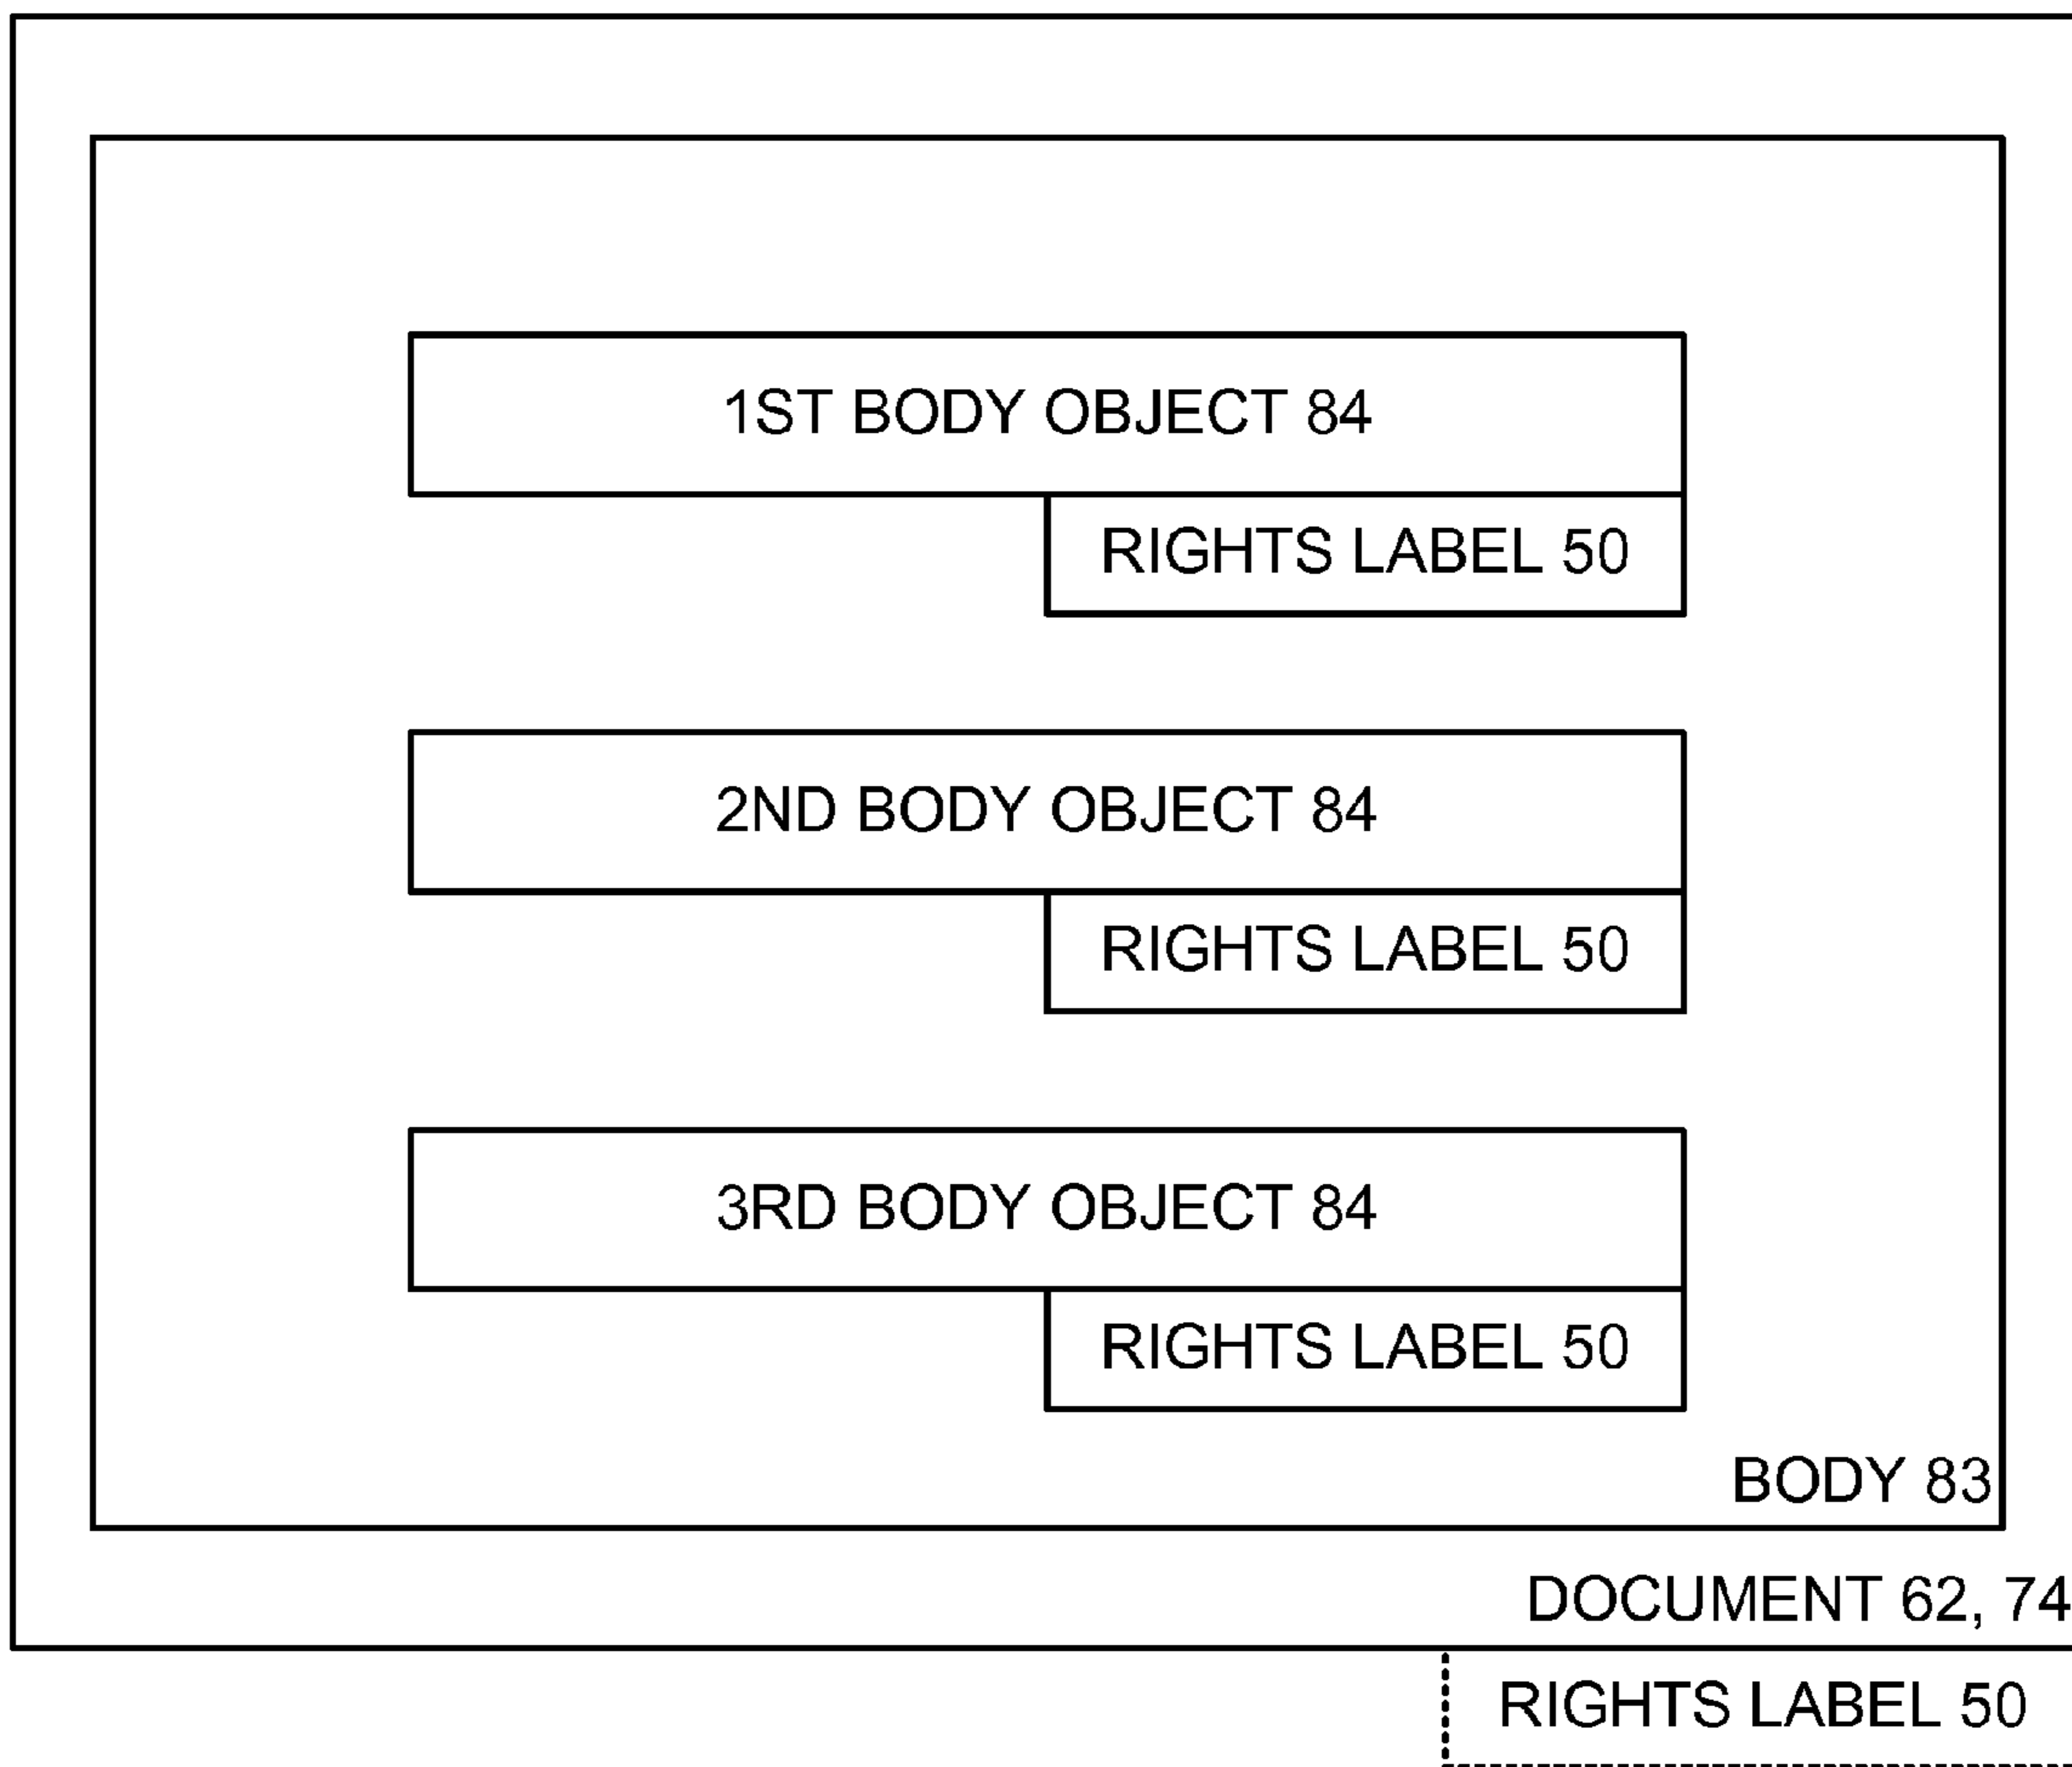 1ST BODY OBJECT 84
RIGHTS LABEL 50
2ND BODY OBJECT 84
RIGHTS LABEL 50
3RD BODY OBJECT 84
RIGHTS LABEL 50
BODY 83
DOCUMENT 62, 74
RIGHTS LABEL 50